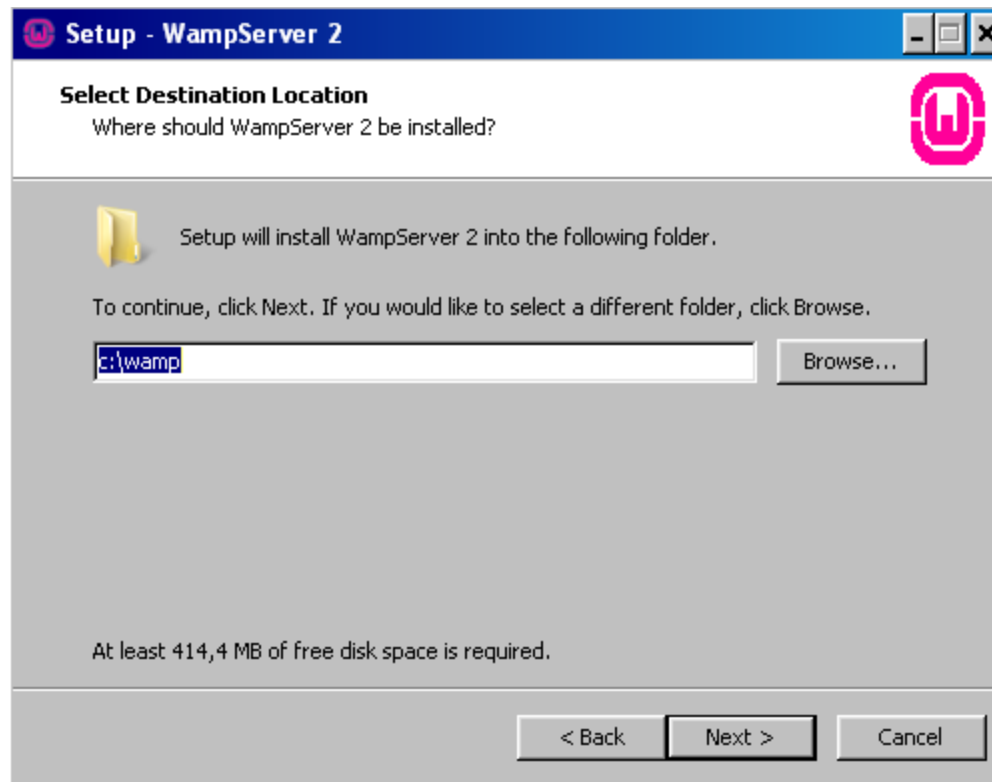 Setup - WampServer 2
Select Destination Location
Where should WampServer 2 be installed?
Setup will install WampServer 2 into the following folder.
To continue, click Next. If you would like to select a different folder, click Browse.
c:\wamp
Browse...
At least 414,4 MB of free disk space is required.
< Back
Next >
Cancel